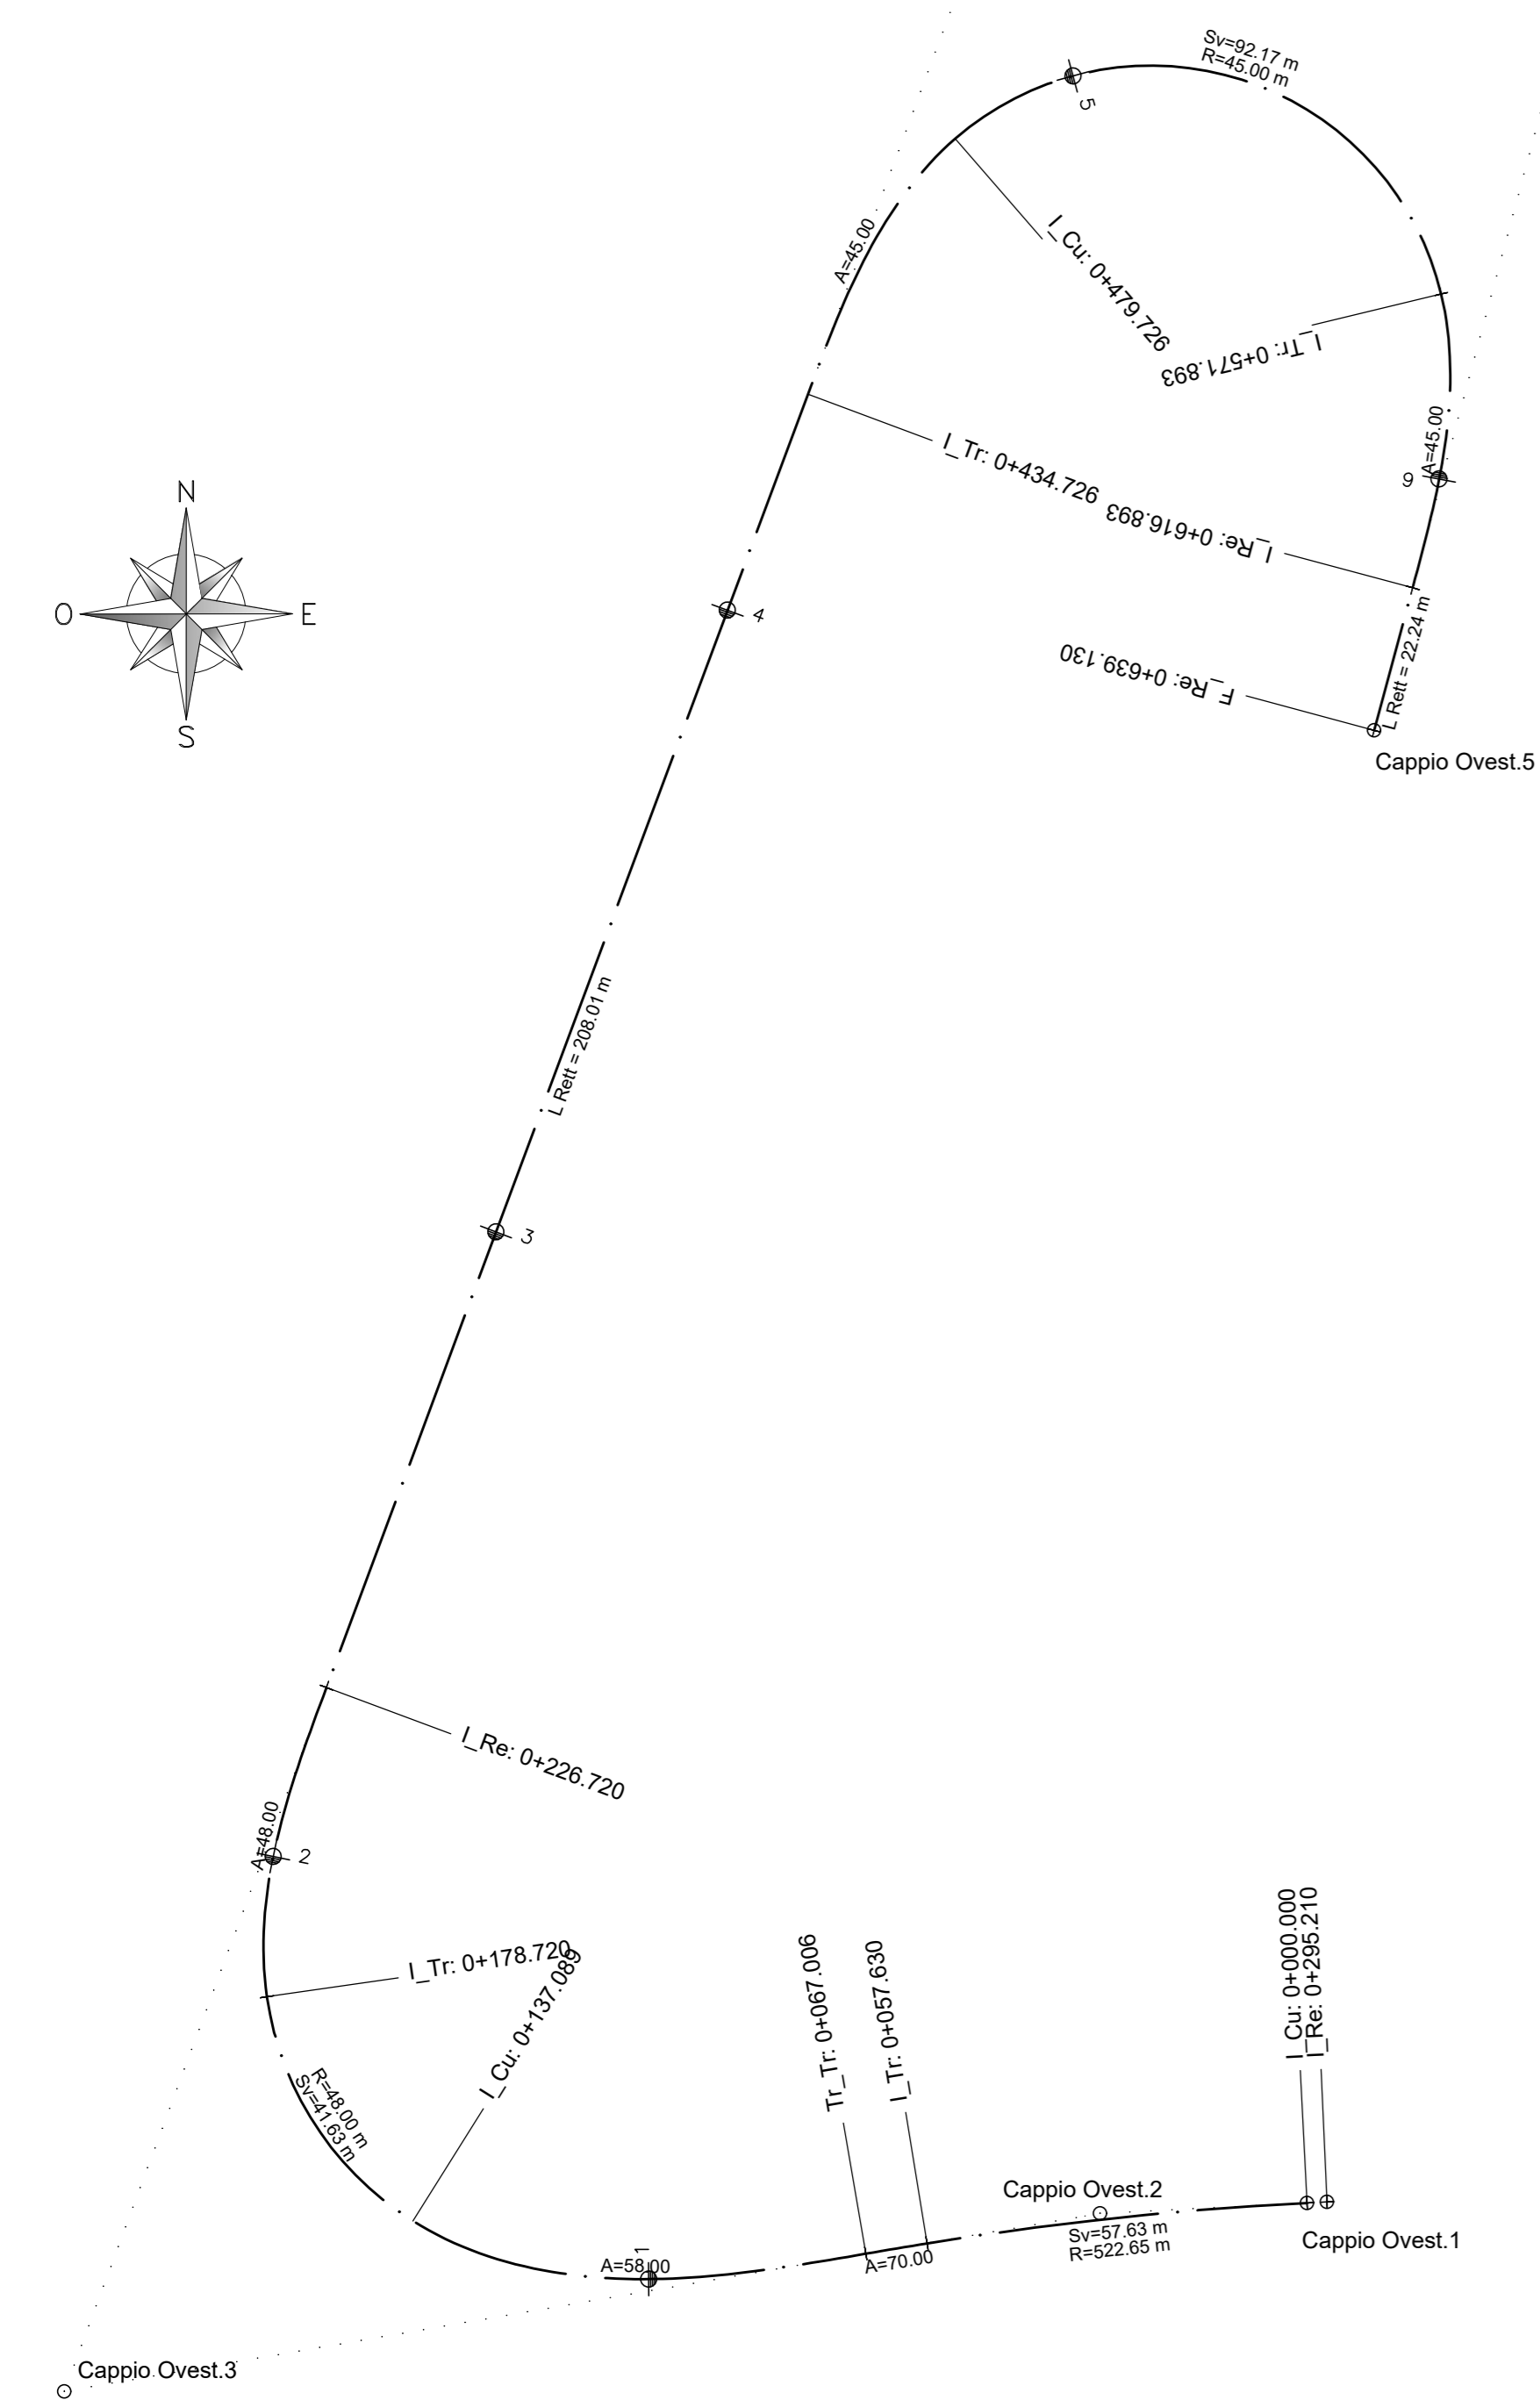 Sv=92.17 m
R=45.00 m
5
A=45.00
I_Cu: 0+479.726
I_Tr: 0+571.893
A=45.00
I_Tr: 0+434.726
6
I_Re: 0+616.893
N
O
E
S
4
L Rett = 22.24 m
F_Re: 0+639.130
Cappio Ovest.5
L Rett = 208.01 m
3
I_Re: 0+226.720
A=48.00
2
I_Tr: 0+178.720
I_Cu: 0+137.089
Tr_Tr: 0+067.006
I_Tr: 0+057.630
I_Cu: 0+000.000
I_Re: 0+295.210
R=48.00 m
Sv=41.63 m
Cappio Ovest.2
Sv=57.63 m
R=522.65 m
Cappio Ovest.1
1
A=58.00
A=70.00
Cappio Ovest.3